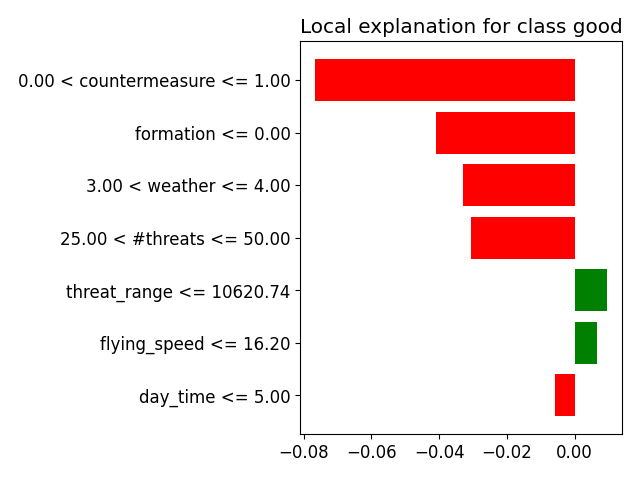 Local explanation for class good
0.00 < countermeasure <= 1.00
formation <= 0.00
3.00 < weather <= 4.00
25.00 < #threats <= 50.00
threat_range <= 10620.74
flying_speed <= 16.20
day_time <= 5.00
−0.08 −0.06 −0.04 −0.02 0.00